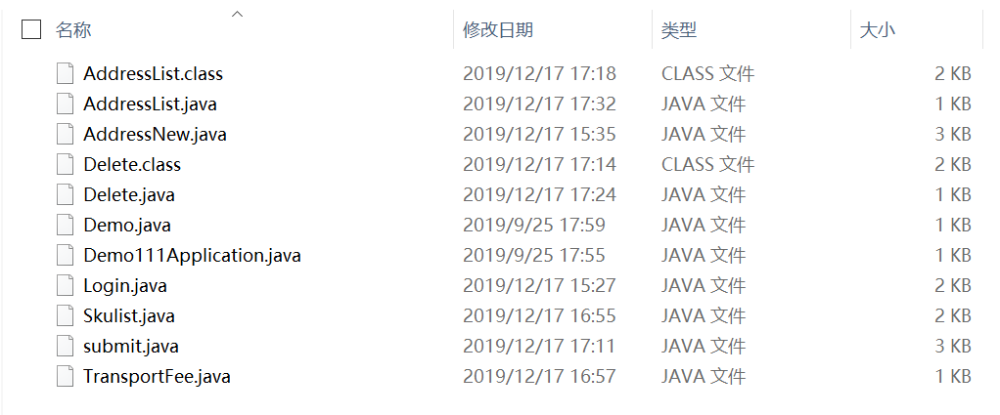 名称 修改日期 类型 大小
AddressList.class 2019/12/17 17:18 CLASS 文件 2 KB
AddressList.java 2019/12/17 17:32 JAVA 文件 1 KB
AddressNew.java 2019/12/17 15:35 JAVA 文件 3 KB
Delete.class 2019/12/17 17:14 CLASS 文件 2 KB
Delete.java 2019/12/17 17:24 JAVA 文件 1 KB
Demo.java 2019/9/25 17:59 JAVA 文件 1 KB
Demo111Application.java 2019/9/25 17:55 JAVA 文件 1 KB
Login.java 2019/12/17 15:27 JAVA 文件 2 KB
Skulist.java 2019/12/17 16:55 JAVA 文件 2 KB
submit.java 2019/12/17 17:11 JAVA 文件 3 KB
TransportFee.java 2019/12/17 16:57 JAVA 文件 1 KB